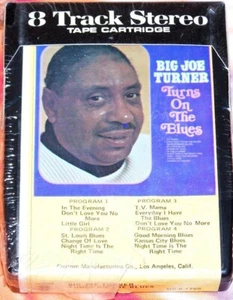 8 Track Stereo
TAPE CARTRIDGE
BIG JOE
TURNER
Turns
On The
Blues
PROGRAM 1
In The Evening
Don't Love You No
More
Little Girl
PROGRAM 2
St. Louis Blues
Change Of Love
Night Time Is The
Right Time
PROGRAM 3
T.V. Mama
Everyday I Have
The Blues
Don't Love You No More
PROGRAM 4
Good Morning Blues
Kansas City Blues
Night Time Is The
Right Time
Manufacturing Co., Los Angeles, Calif.